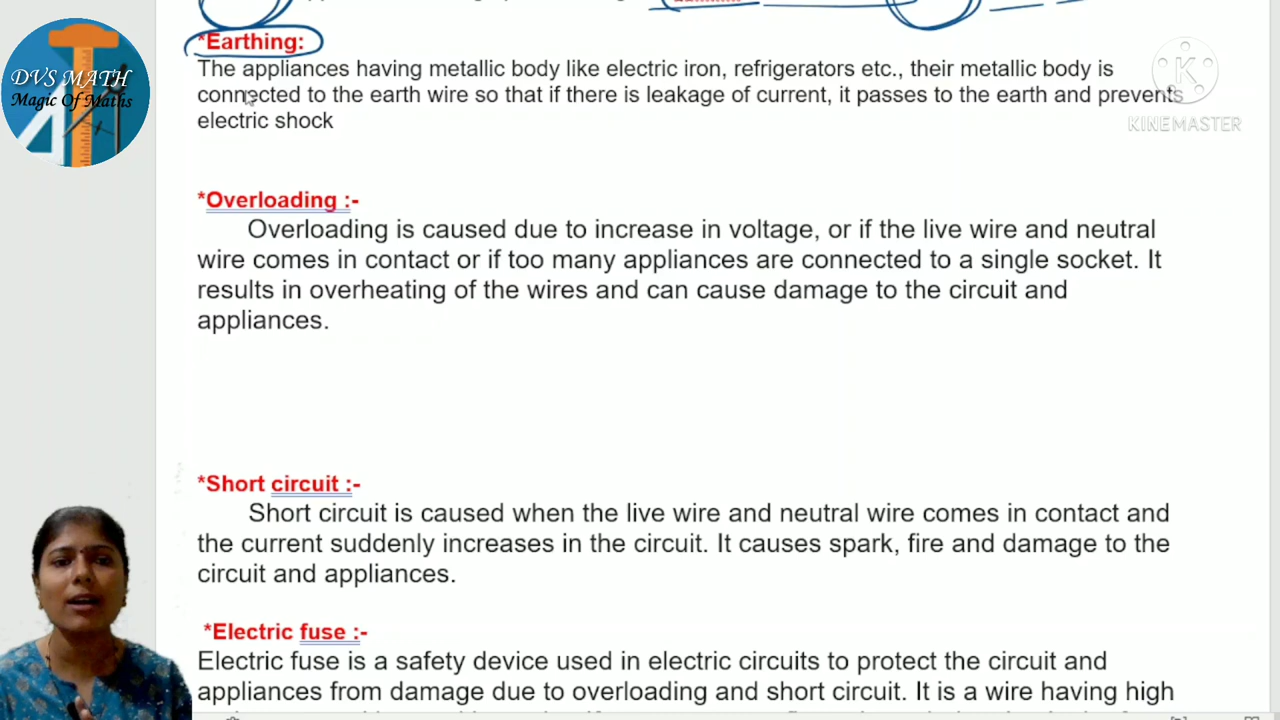 DVS MATH
Magic Of Maths
*Earthing:
The appliances having metallic body like electric iron, refrigerators etc., their metallic body is
connected to the earth wire so that if there is leakage of current, it passes to the earth and prevents
electric shock
K
KINEMASTER
*Overloading :-
Overloading is caused due to increase in voltage, or if the live wire and neutral
wire comes in contact or if too many appliances are connected to a single socket. It
results in overheating of the wires and can cause damage to the circuit and
appliances.
*Short circuit :-
Short circuit is caused when the live wire and neutral wire comes in contact and
the current suddenly increases in the circuit. It causes spark, fire and damage to the
circuit and appliances.
*Electric fuse :-
Electric fuse is a safety device used in electric circuits to protect the circuit and
appliances from damage due to overloading and short circuit. It is a wire having high